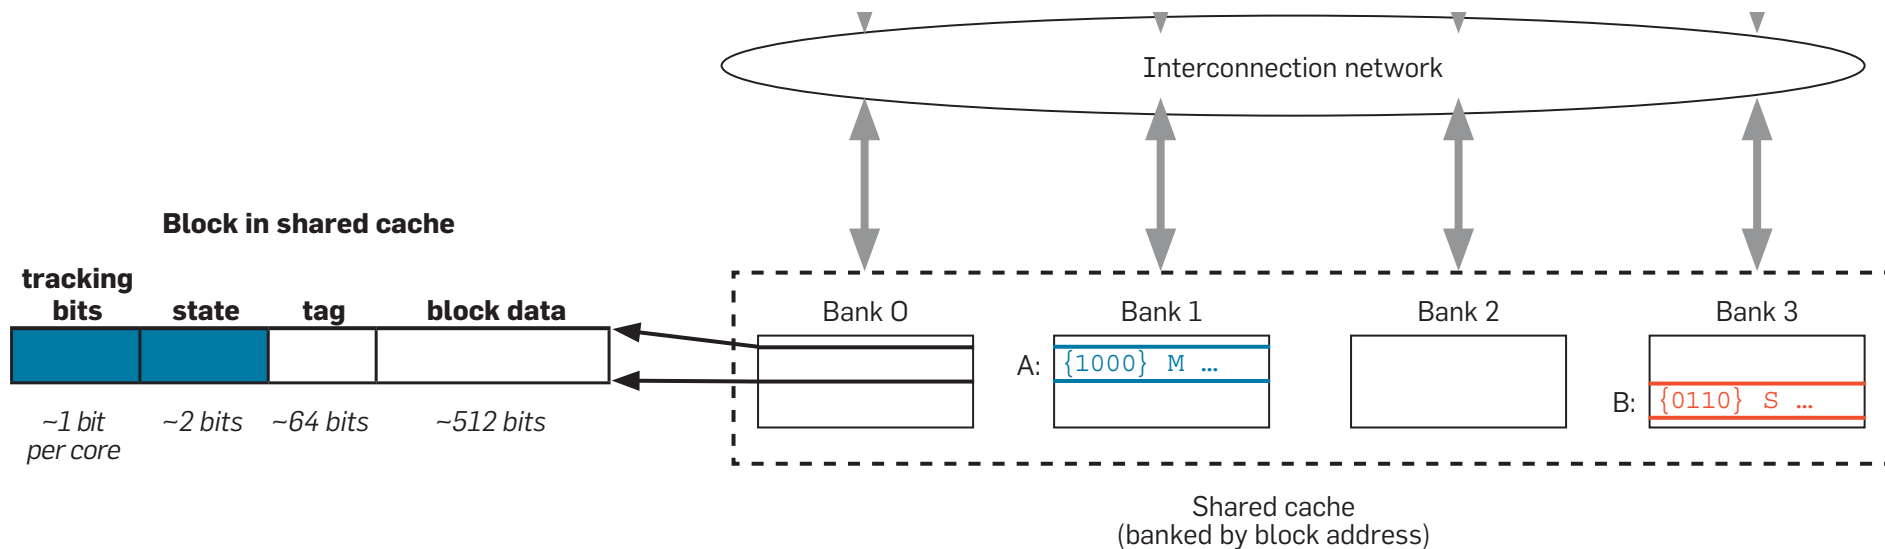 Interconnection network
Block in shared cache
tracking
bits
state
tag
block data
~1 bit
per core
~2 bits
~64 bits
~512 bits
Bank 0
Bank 1
Bank 2
Bank 3
A:
{1000} M …
B:
{0110} S …
Shared cache
(banked by block address)